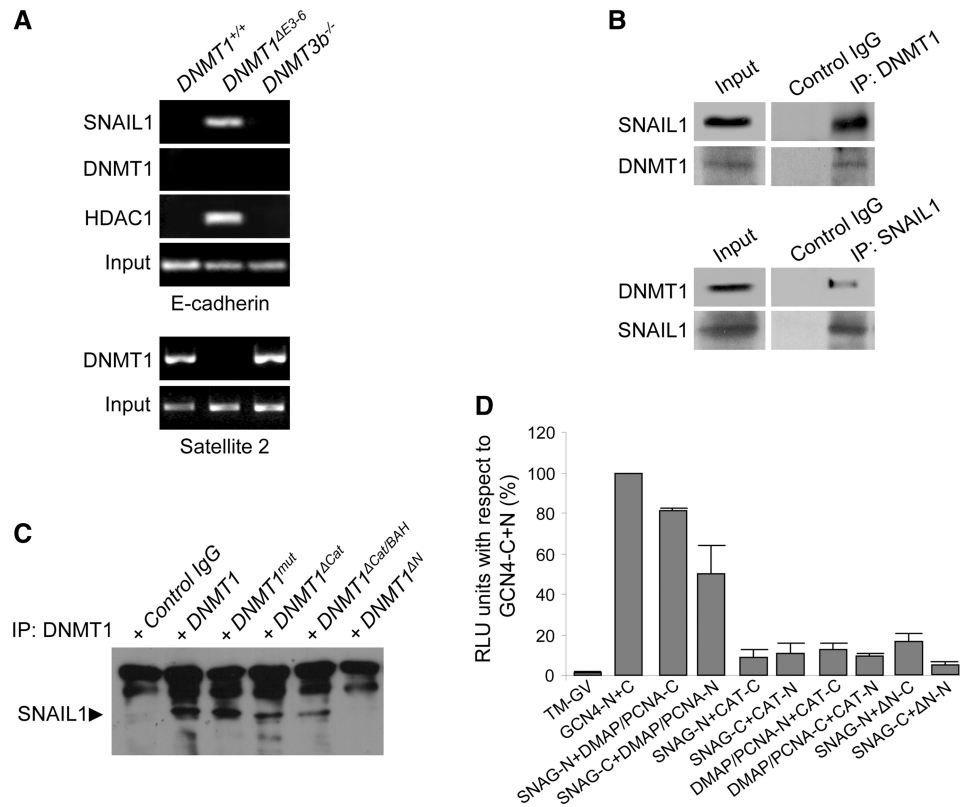 A
DNMT1+/+
DNMT1ΔE3-6
DNMT3b-/-
SNAIL1
DNMT1
HDAC1
Input
E-cadherin
DNMT1
Input
Satellite 2
B
Input
Control IgG
IP: DNMT1
SNAIL1
DNMT1
Input
Control IgG
IP: SNAIL1
DNMT1
SNAIL1
C
IP: DNMT1
+ Control IgG
+ DNMT1
+ DNMT1mut
+ DNMT1ΔCat
+ DNMT1ΔCat/BAH
+ DNMT1ΔN
SNAIL1►
D
RLU units with respect to
GCN4-C+N (%)
120
100
80
60
40
20
0
TM-GV
GCN4-N+C
SNAG-N+DMAP/PCNA-C
SNAG-C+DMAP/PCNA-N
SNAG-N+CAT-C
SNAG-C+CAT-N
DMAP/PCNA-N+CAT-C
DMAP/PCNA-C+CAT-N
SNAG-N+ΔN-C
SNAG-C+ΔN-N